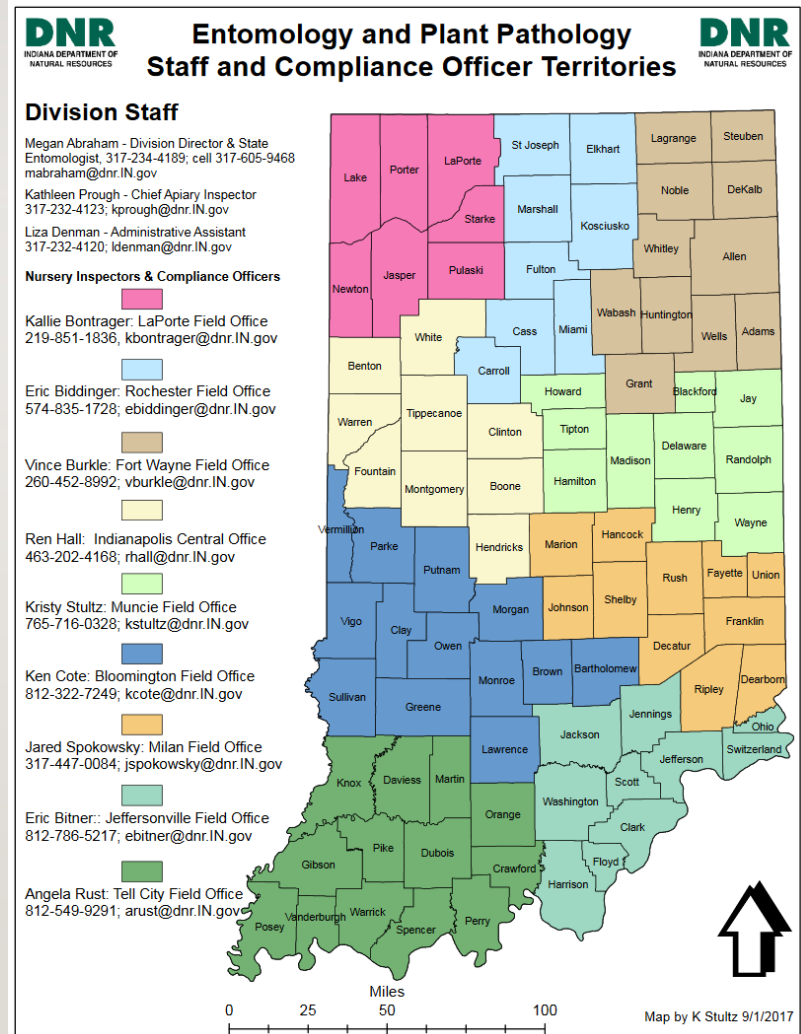 DNR
INDIANA DEPARTMENT OF
NATURAL RESOURCES
Entomology and Plant Pathology
Staff and Compliance Officer Territories
DNR
INDIANA DEPARTMENT OF
NATURAL RESOURCES
Division Staff
Megan Abraham - Division Director & State
Entomologist, 317-234-4189; cell 317-605-9468
mabraham@dnr.IN.gov
Kathleen Prough - Chief Apiary Inspector
317-232-4123; kprough@dnr.IN.gov
Liza Denman - Administrative Assistant
317-232-4120; ldenman@dnr.IN.gov
Nursery Inspectors & Compliance Officers
Kallie Bontrager: LaPorte Field Office
219-851-1836, kbontrager@dnr.IN.gov
Eric Biddinger: Rochester Field Office
574-835-1728; ebiddinger@dnr.IN.gov
Vince Burkle: Fort Wayne Field Office
260-452-8992; vburkle@dnr.IN.gov
Ren Hall:  Indianapolis Central Office
463-202-4168; rhall@dnr.IN.gov
Kristy Stultz: Muncie Field Office
765-716-0328; kstultz@dnr.IN.gov
Ken Cote: Bloomington Field Office
812-322-7249; kcote@dnr.IN.gov
Jared Spokowsky: Milan Field Office
317-447-0084; jspokowsky@dnr.IN.gov
Eric Bitner:: Jeffersonville Field Office
812-786-5217; ebitner@dnr.IN.gov
Angela Rust: Tell City Field Office
812-549-9291; arust@dnr.IN.gov
Lake
Porter
LaPorte
St Joseph
Elkhart
Lagrange
Steuben
Noble
DeKalb
Marshall
Starke
Kosciusko
Whitley
Allen
Newton
Jasper
Pulaski
Fulton
Wabash
Huntington
Wells
Adams
White
Cass
Miami
Benton
Carroll
Grant
Howard
Blackford
Jay
Warren
Tippecanoe
Clinton
Tipton
Delaware
Madison
Randolph
Fountain
Montgomery
Boone
Hamilton
Henry
Wayne
Vermillion
Parke
Putnam
Hendricks
Marion
Hancock
Rush
Fayette
Union
Vigo
Clay
Owen
Morgan
Johnson
Shelby
Franklin
Decatur
Sullivan
Greene
Monroe
Brown
Bartholomew
Ripley
Dearborn
Jennings
Ohio
Switzerland
Lawrence
Jackson
Jefferson
Knox
Daviess
Martin
Orange
Washington
Scott
Clark
Gibson
Pike
Dubois
Crawford
Floyd
Harrison
Posey
Vanderburgh
Warrick
Spencer
Perry
Miles
0 25 50 100
Map by K Stultz 9/1/2017